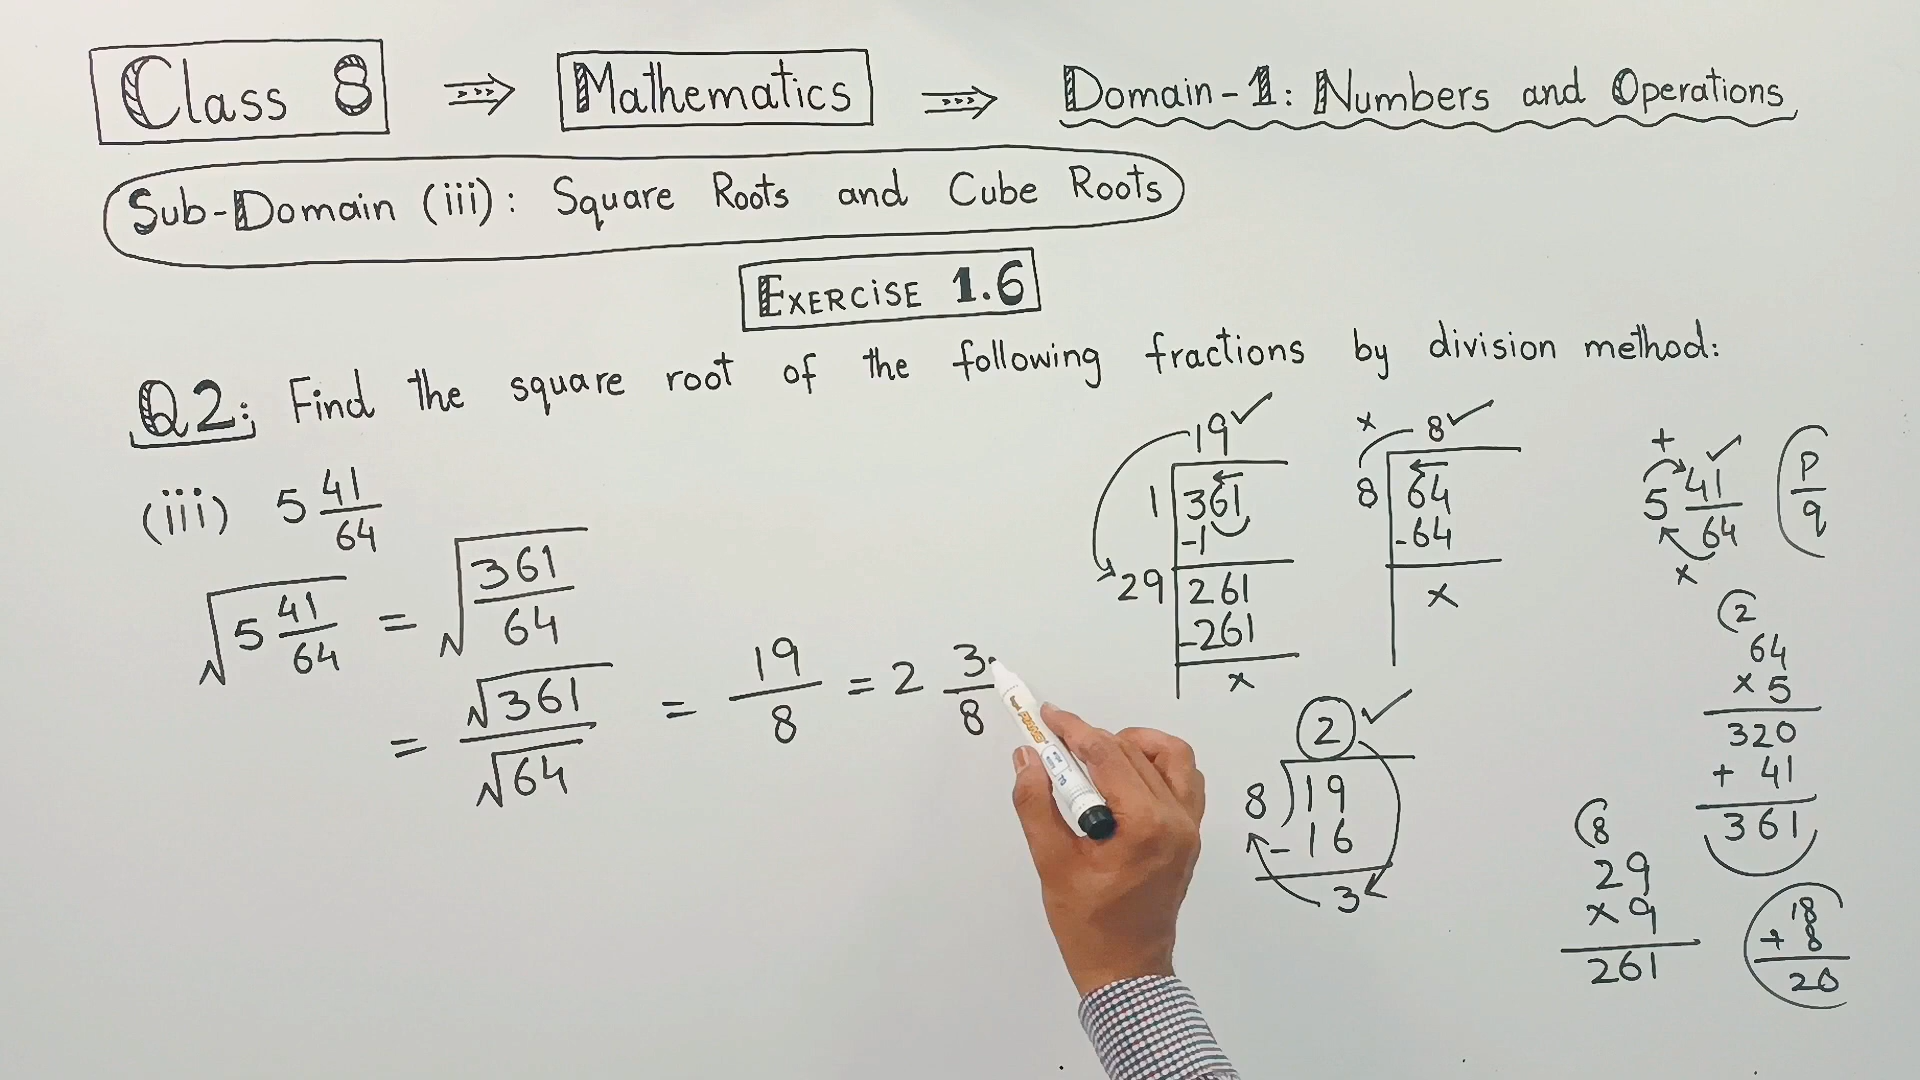 Class 8 ⇒ Mathematics ⇒ Domain-1: Numbers and Operations
Sub-Domain (iii): Square Roots and Cube Roots
EXERCiSE 1.6
Q2: Find the square root of the following fractions by division method:
(iii) 5 41/64
√(5 41/64) = √(361/64)
= √361/√64 = 19/8 = 2 3/8
19 ✓
1 361
-1
29 261
-261
x
x 8 ✓
8 64
-64
x
2 ✓
8)19
-16
3
+ ✓
5 41/64
x
p/q
2
64
x 5
320
+ 41
361
8
29
x 9
261
18
+ 8
20